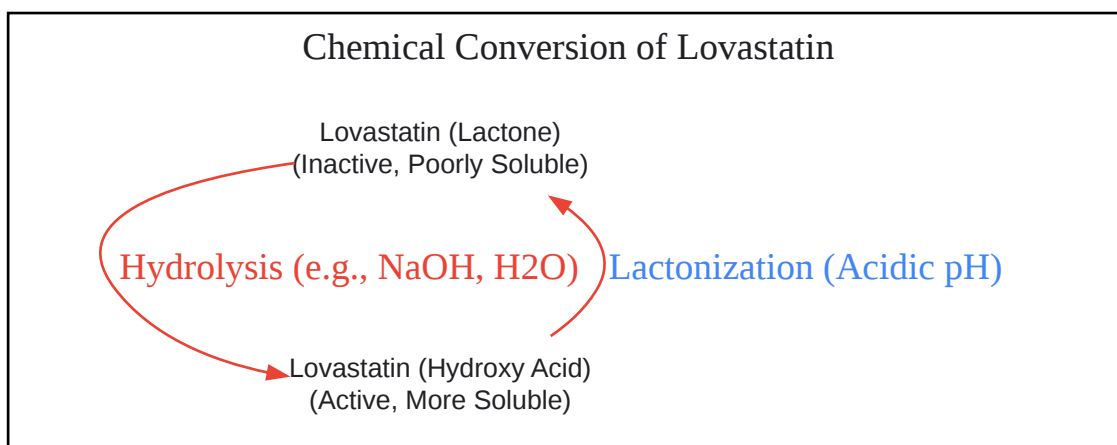 Chemical Conversion of Lovastatin
Lovastatin (Lactone)
(Inactive, Poorly Soluble)
Hydrolysis (e.g., NaOH, H2O)
Lactonization (Acidic pH)
Lovastatin (Hydroxy Acid)
(Active, More Soluble)